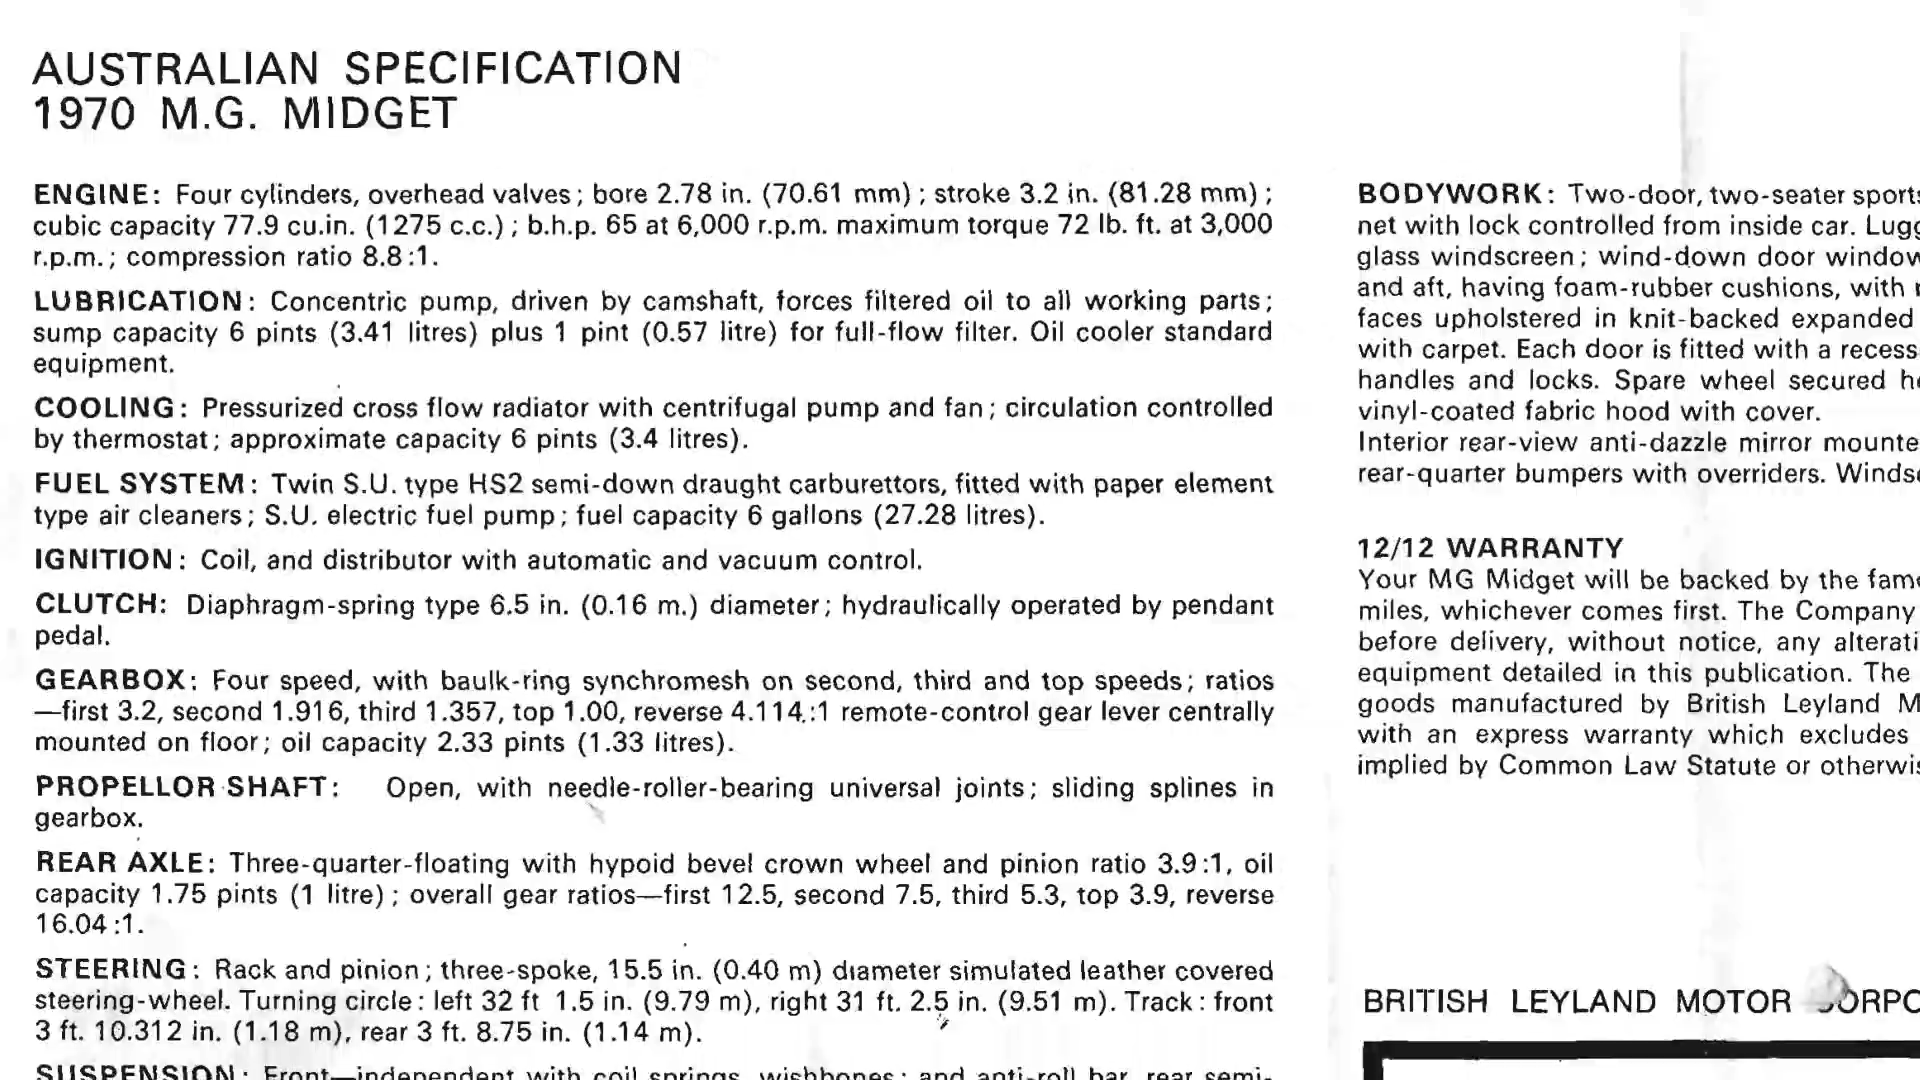 AUSTRALIAN SPECIFICATION
1970 M.G. MIDGET
ENGINE: Four cylinders, overhead valves; bore 2.78 in. (70.61 mm); stroke 3.2 in. (81.28 mm);
cubic capacity 77.9 cu.in. (1275 c.c.); b.h.p. 65 at 6,000 r.p.m. maximum torque 72 lb. ft. at 3,000
r.p.m.; compression ratio 8.8:1.
LUBRICATION: Concentric pump, driven by camshaft, forces filtered oil to all working parts;
sump capacity 6 pints (3.41 litres) plus 1 pint (0.57 litre) for full-flow filter. Oil cooler standard
equipment.
COOLING: Pressurized cross flow radiator with centrifugal pump and fan; circulation controlled
by thermostat; approximate capacity 6 pints (3.4 litres).
FUEL SYSTEM: Twin S.U. type HS2 semi-down draught carburettors, fitted with paper element
type air cleaners; S.U. electric fuel pump; fuel capacity 6 gallons (27.28 litres).
IGNITION: Coil, and distributor with automatic and vacuum control.
CLUTCH: Diaphragm-spring type 6.5 in. (0.16 m.) diameter; hydraulically operated by pendant
pedal.
GEARBOX: Four speed, with baulk-ring synchromesh on second, third and top speeds; ratios
—first 3.2, second 1.916, third 1.357, top 1.00, reverse 4.114.:1 remote-control gear lever centrally
mounted on floor; oil capacity 2.33 pints (1.33 litres).
PROPELLOR SHAFT: Open, with needle-roller-bearing universal joints; sliding splines in
gearbox.
REAR AXLE: Three-quarter-floating with hypoid bevel crown wheel and pinion ratio 3.9:1, oil
capacity 1.75 pints (1 litre); overall gear ratios—first 12.5, second 7.5, third 5.3, top 3.9, reverse
16.04:1.
STEERING: Rack and pinion; three-spoke, 15.5 in. (0.40 m) diameter simulated leather covered
steering-wheel. Turning circle: left 32 ft 1.5 in. (9.79 m), right 31 ft. 2.5 in. (9.51 m). Track: front
3 ft. 10.312 in. (1.18 m), rear 3 ft. 8.75 in. (1.14 m).
SUSPENSION: Front—independent with coil springs, wishbones; and anti-roll bar, rear semi-
BODYWORK: Two-door, two-seater sports
net with lock controlled from inside car.
glass windscreen; wind-down door window
and aft, having foam-rubber cushions, with
faces upholstered in knit-backed expanded
with carpet. Each door is fitted with a recess
handles and locks. Spare wheel secured
vinyl-coated fabric hood with cover.
Interior rear-view anti-dazzle mirror mounte
rear-quarter bumpers with overriders.
12/12 WARRANTY
Your MG Midget will be backed by the
miles, whichever comes first. The Company
before delivery, without notice, any
equipment detailed in this publication. The
goods manufactured by British Leyland
with an express warranty which excludes
implied by Common Law Statute or
BRITISH LEYLAND MOTOR